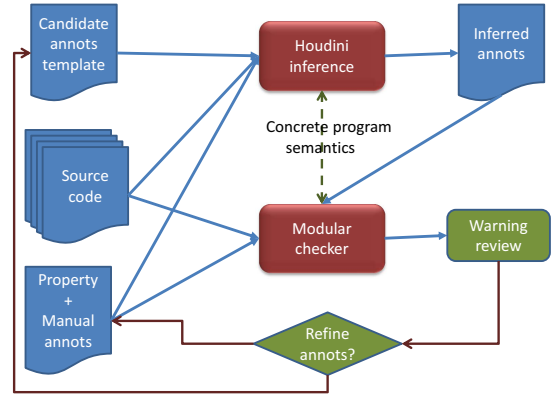 Candidate
annots
template
Houdini
inference
Inferred
annots
Concrete program
semantics
Source
code
Modular
checker
Warning
review
Property
+
Manual
annots
Refine
annots?